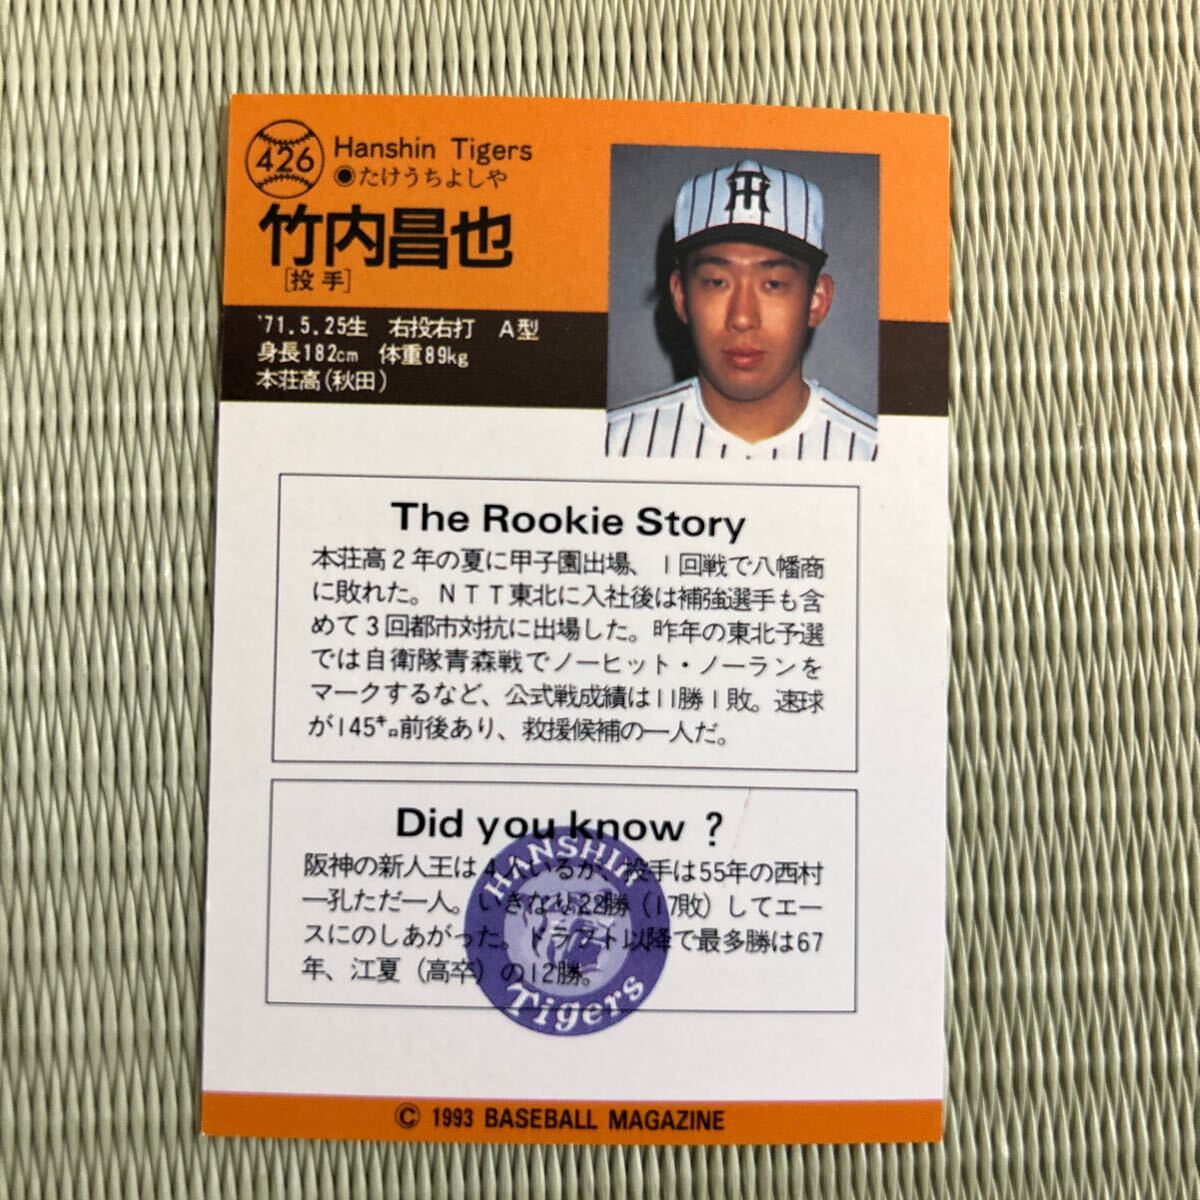 426
Hanshin Tigers
●たけうちよしや
竹内昌也
[投手]
'71.5.25生 右投右打 A型
身長182cm 体重89kg
本荘高(秋田)
TH
The Rookie Story
本荘高2年の夏に甲子園出場、1回戦で八幡商
に敗れた。NTT東北に入社後は補強選手も含
めて3回都市対抗に出場した。昨年の東北予選
では自衛隊青森戦でノーヒット・ノーランを
マークするなど、公式戦成績は11勝1敗。速球
が145㌔前後あり、救援候補の一人だ。
Did you know ?
阪神の新人王は4人いるが、投手は55年の西村
一孔ただ一人。いきなり22勝(17敗)してエー
スにのしあがった。ドラフト以降で最多勝は67
年、江夏(高卒)の12勝。
HANSHIN
Tigers
© 1993 BASEBALL MAGAZINE